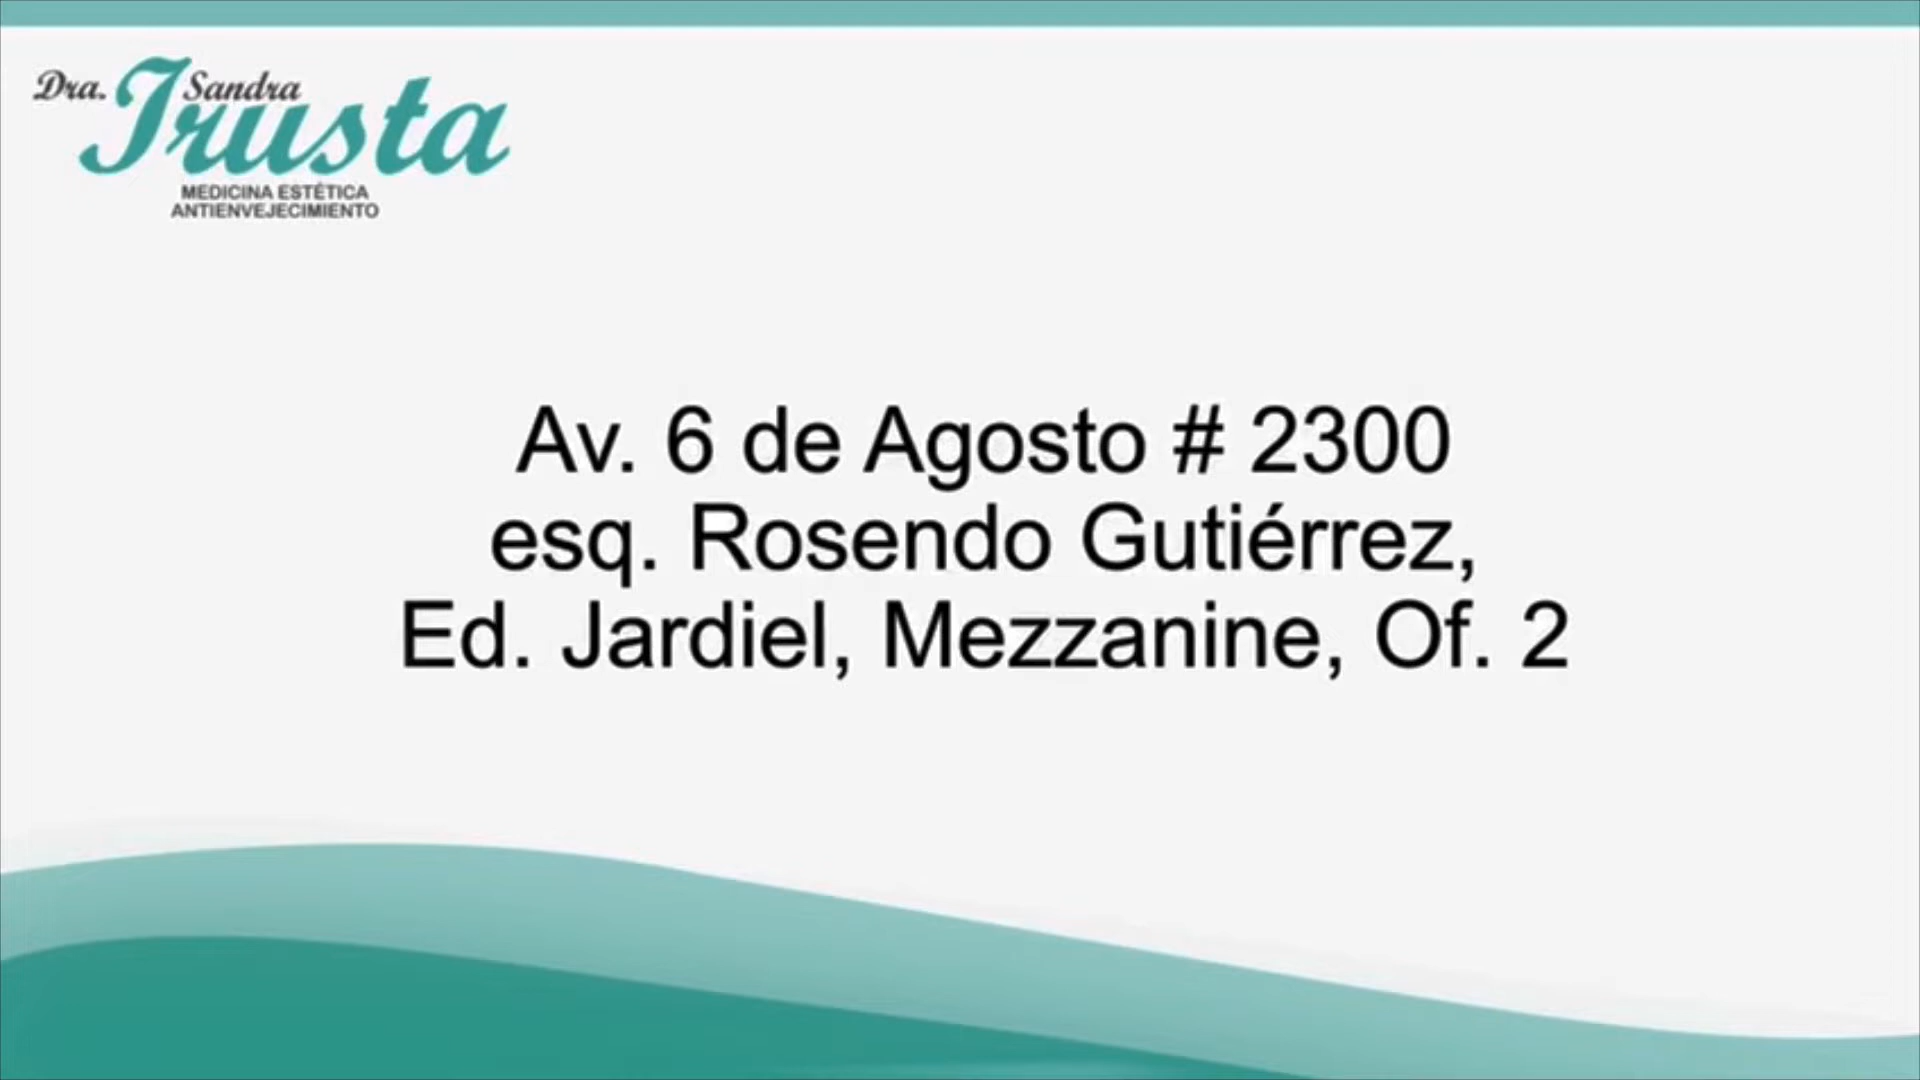 Dra. Sandra
Irusta
MEDICINA ESTÉTICA
ANTIENVEJECIMIENTO
Av. 6 de Agosto # 2300
esq. Rosendo Gutiérrez,
Ed. Jardiel, Mezzanine, Of. 2